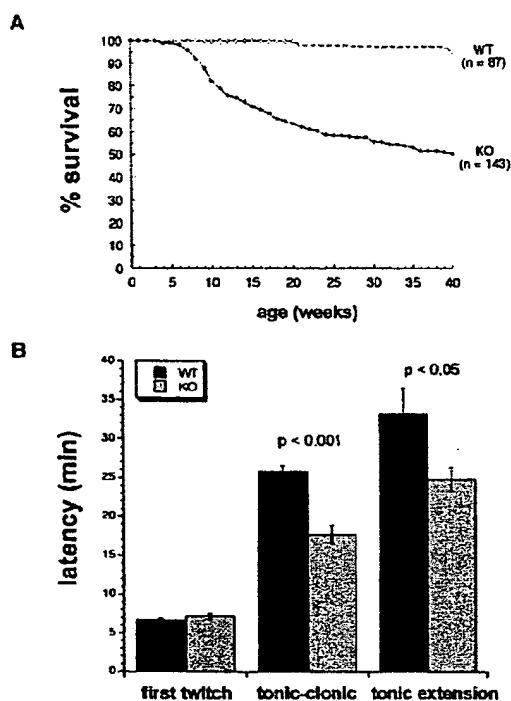 A
100
90
80
70
60
50
40
30
20
10
0
% survival
0 5 10 15 20 25 30 35 40
age (weeks)
WT
(n = 87)
KO
(n = 143)
B
40
35
30
25
20
15
10
5
0
latency (min)
WT
KO
p < 0.001
p < 0.05
first twitch tonic-clonic tonic extension